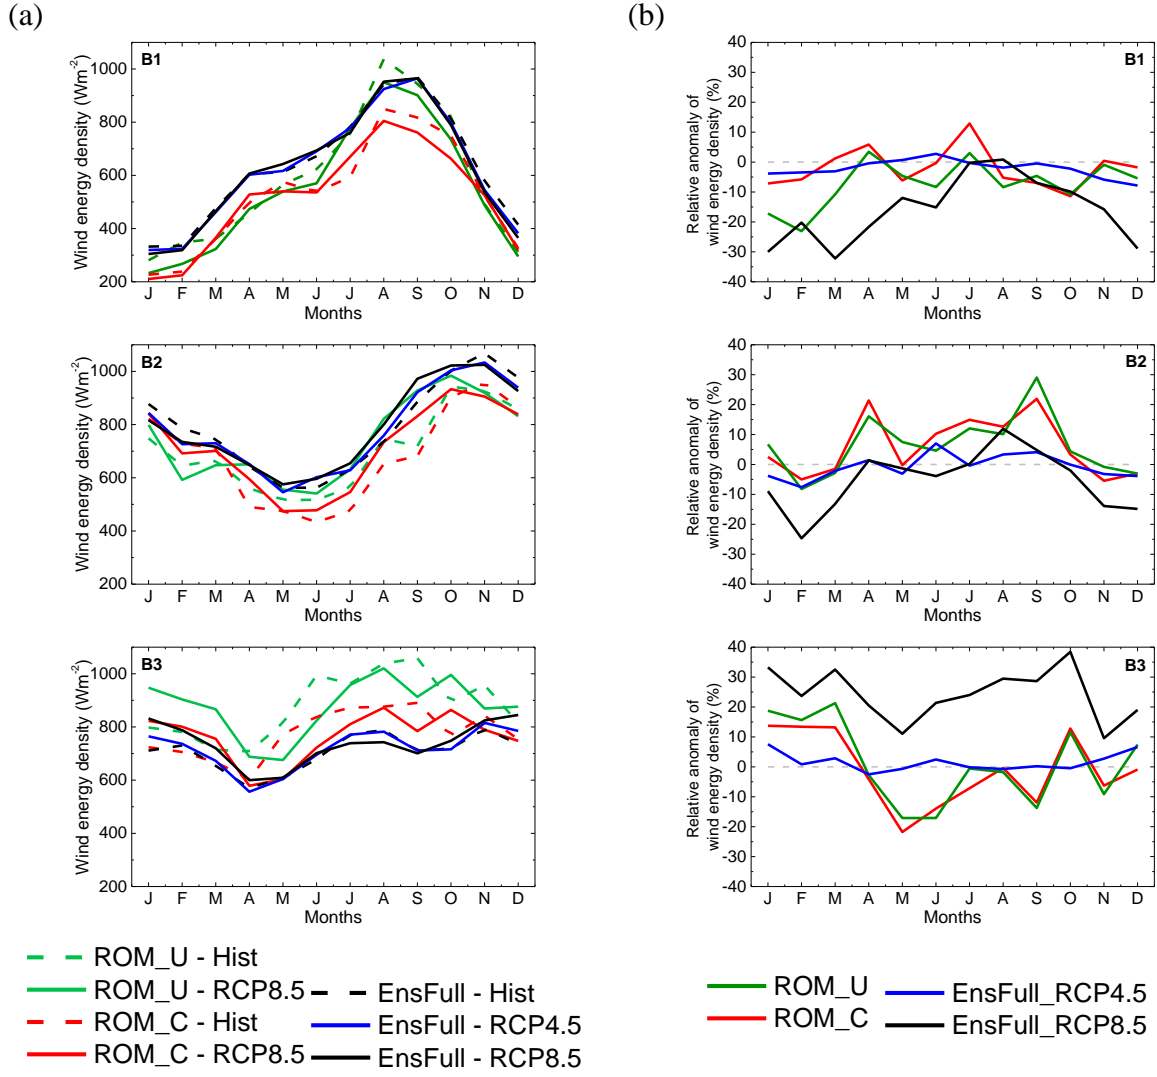 (a)
(b)
B1
Wind energy density (Wm-2)
1000
800
600
400
200
J F M A M J J A S O N D
Months
B1
Relative anomaly of
wind energy density (%)
40
30
20
10
0
-10
-20
-30
-40
J F M A M J J A S O N D
Months
B2
Wind energy density (Wm-2)
1000
800
600
400
200
J F M A M J J A S O N D
Months
B2
Relative anomaly of
wind energy density (%)
40
30
20
10
0
-10
-20
-30
-40
J F M A M J J A S O N D
Months
B3
Wind energy density (Wm-2)
1000
800
600
400
200
J F M A M J J A S O N D
Months
B3
Relative anomaly of
wind energy density (%)
40
30
20
10
0
-10
-20
-30
-40
J F M A M J J A S O N D
Months
ROM_U - Hist
ROM_U - RCP8.5
ROM_C - Hist
ROM_C - RCP8.5
EnsFull - Hist
EnsFull - RCP4.5
EnsFull - RCP8.5
ROM_U
ROM_C
EnsFull_RCP4.5
EnsFull_RCP8.5